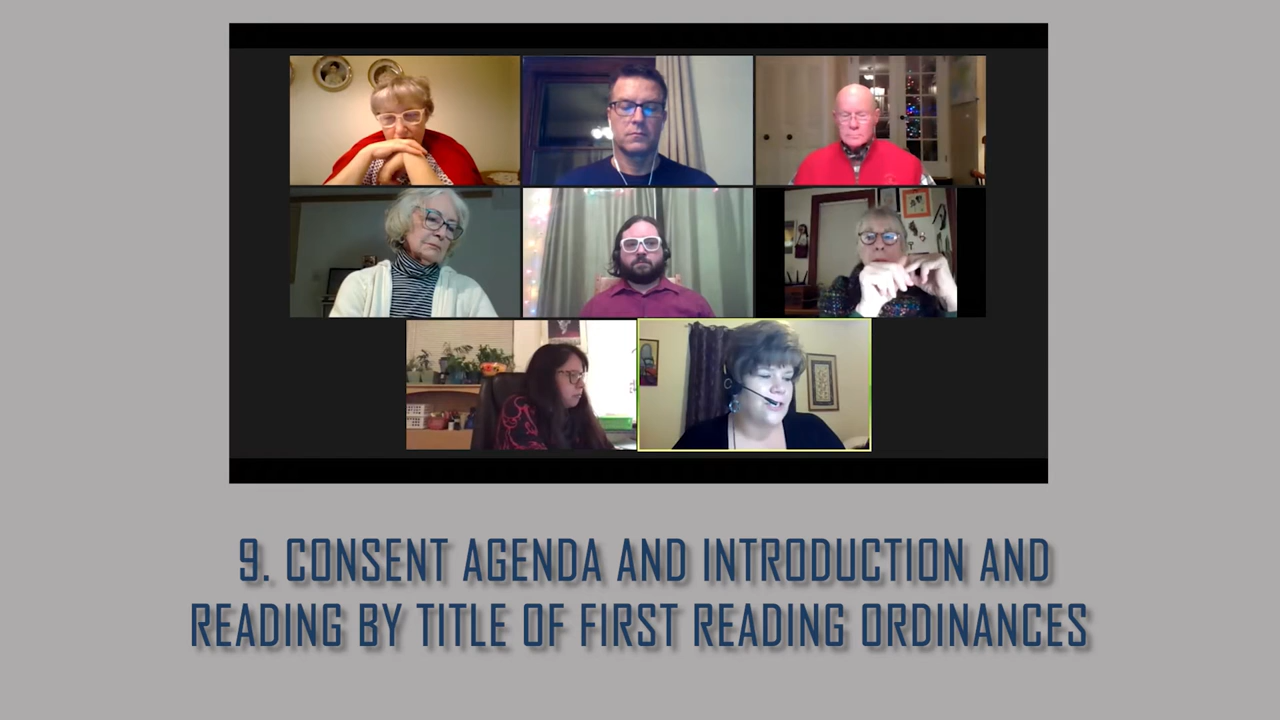 9. CONSENT AGENDA AND INTRODUCTION AND
READING BY TITLE OF FIRST READING ORDINANCES